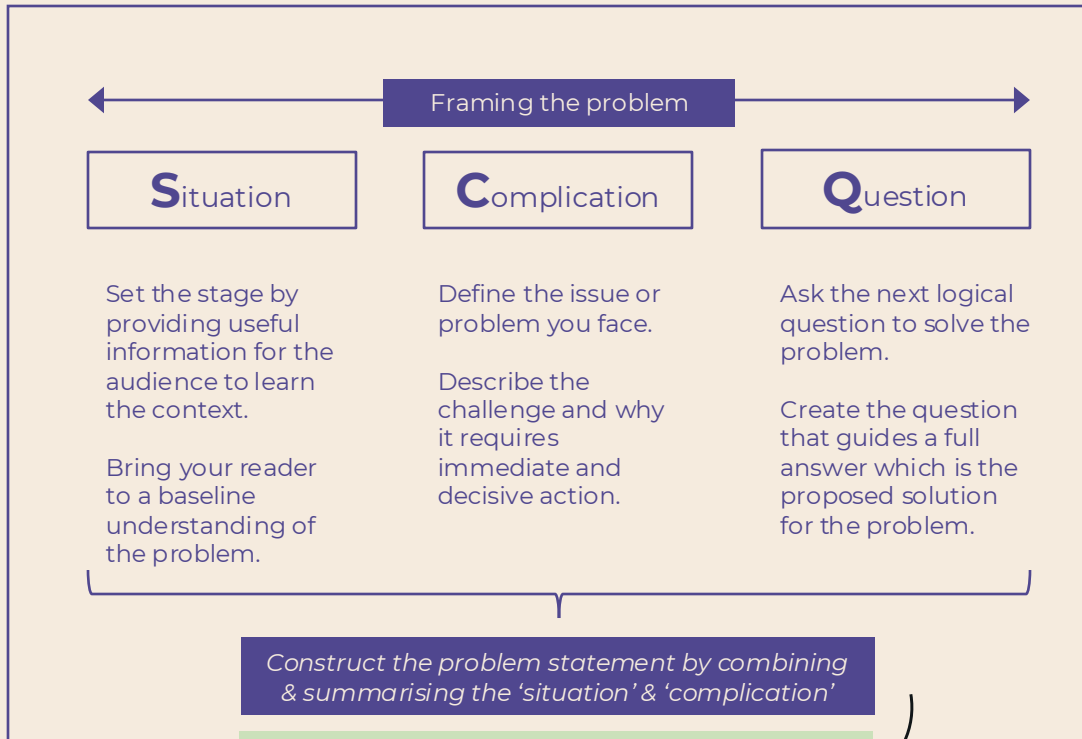 Framing the problem
Situation
Complication
Question
Set the stage by
providing useful
information for the
audience to learn
the context.
Bring your reader
to a baseline
understanding of
the problem.
Define the issue or
problem you face.
Describe the
challenge and why
it requires
immediate and
decisive action.
Ask the next logical
question to solve the
problem.
Create the question
that guides a full
answer which is the
proposed solution
for the problem.
Construct the problem statement by combining
& summarising the ‘situation’ & ‘complication’